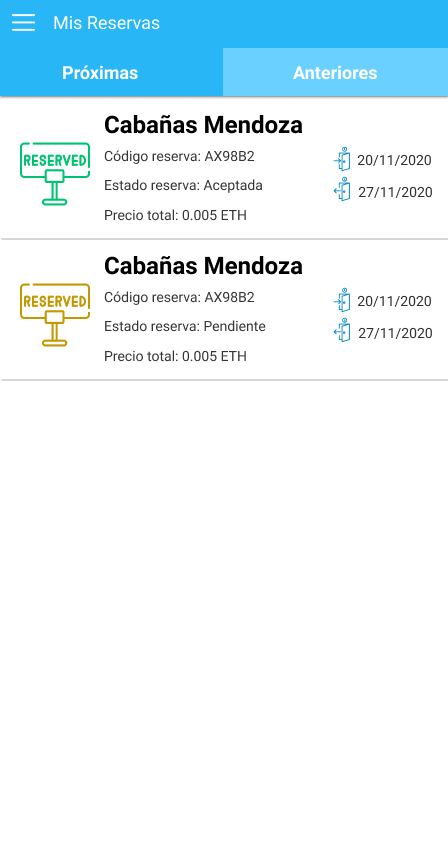 Mis Reservas
Próximas
Anteriores
Cabañas Mendoza
RESERVED
Código reserva: AX98B2
20/11/2020
Estado reserva: Aceptada
27/11/2020
Precio total: 0.005 ETH
Cabañas Mendoza
RESERVED
Código reserva: AX98B2
20/11/2020
Estado reserva: Pendiente
27/11/2020
Precio total: 0.005 ETH